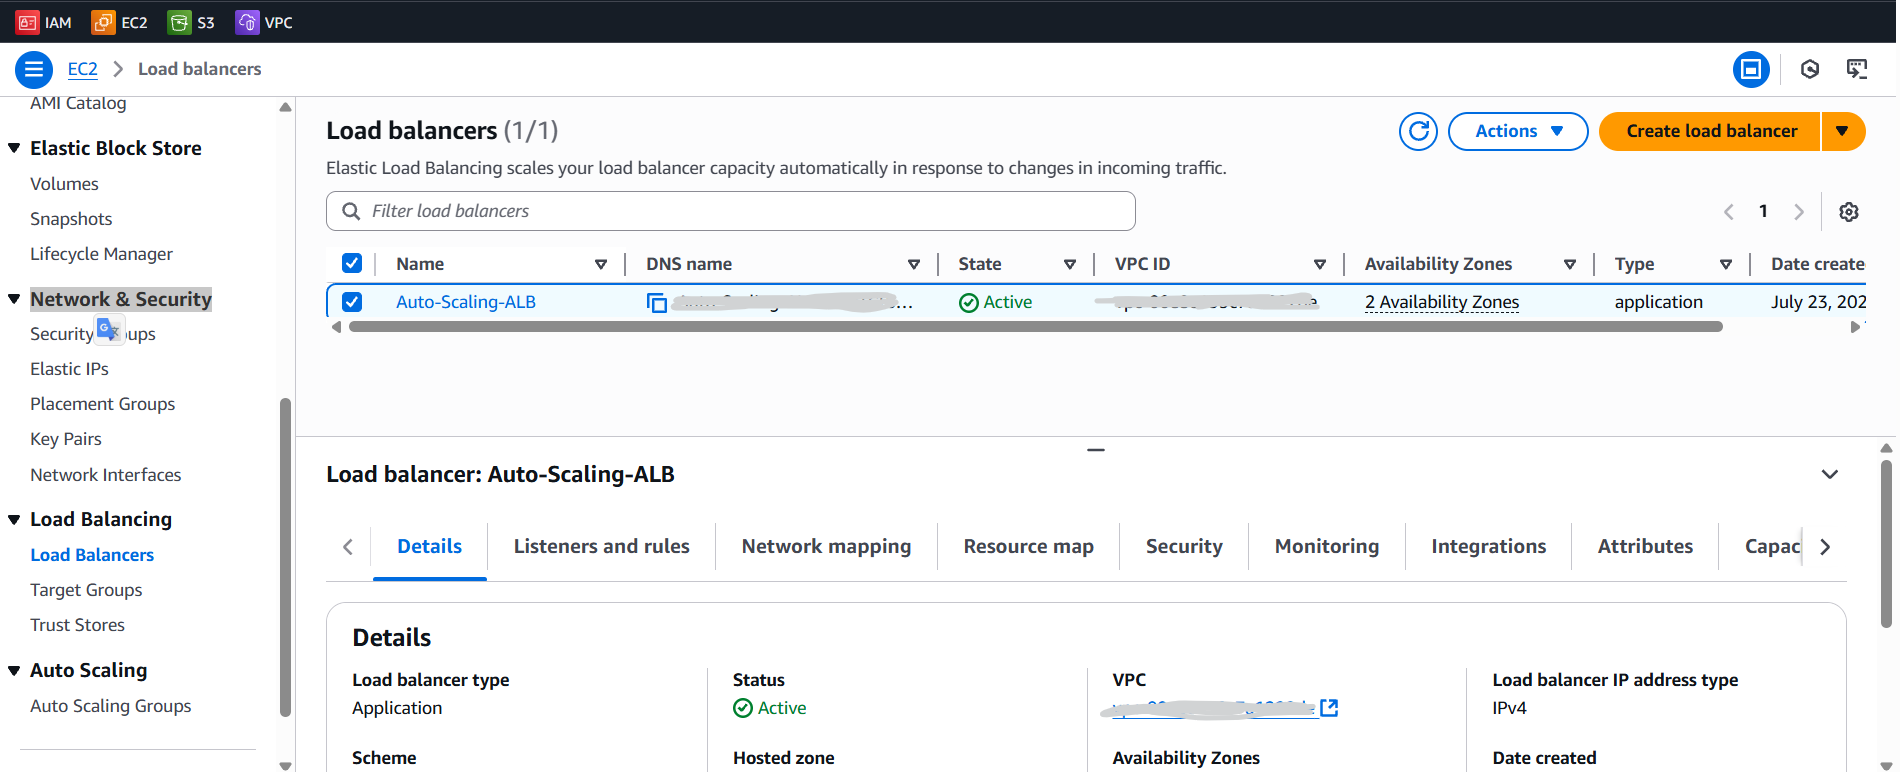 IAM EC2 S3 VPC
EC2 Load balancers
AMI Catalog
Elastic Block Store
Volumes
Snapshots
Lifecycle Manager
Network & Security
Security
ups
Elastic IPs
Placement Groups
Key Pairs
Network Interfaces
Load Balancing
Load Balancers
Target Groups
Trust Stores
Auto Scaling
Auto Scaling Groups
Load balancers (1/1)
Actions
Create load balancer
Elastic Load Balancing scales your load balancer capacity automatically in response to changes in incoming traffic.
Filter load balancers
1
Name DNS name State VPC ID Availability Zones Type Date create
Auto-Scaling-ALB Active 2 Availability Zones application July 23, 202
Load balancer: Auto-Scaling-ALB
Details Listeners and rules Network mapping Resource map Security Monitoring Integrations Attributes Capac
Details
Load balancer type
Application
Status
Active
VPC
Load balancer IP address type
IPv4
Scheme
Hosted zone
Availability Zones
Date created